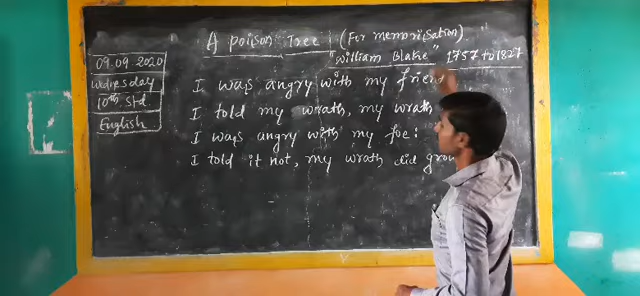 A Poison Tree (For memorisation)
"William Blake" 1757 to 1827
09.09.2020
Wednesday
10th Std
English
I was angry with my friend
I told my wrath, my wrath
I was angry with my foe:
I told it not, my wrath did grow